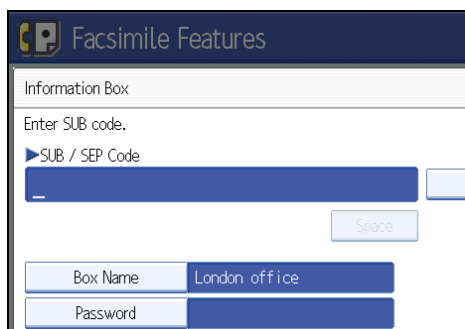 Facsimile Features
Information Box
Enter SUB code.
▶SUB / SEP Code
_
Space
Box Name London office
Password